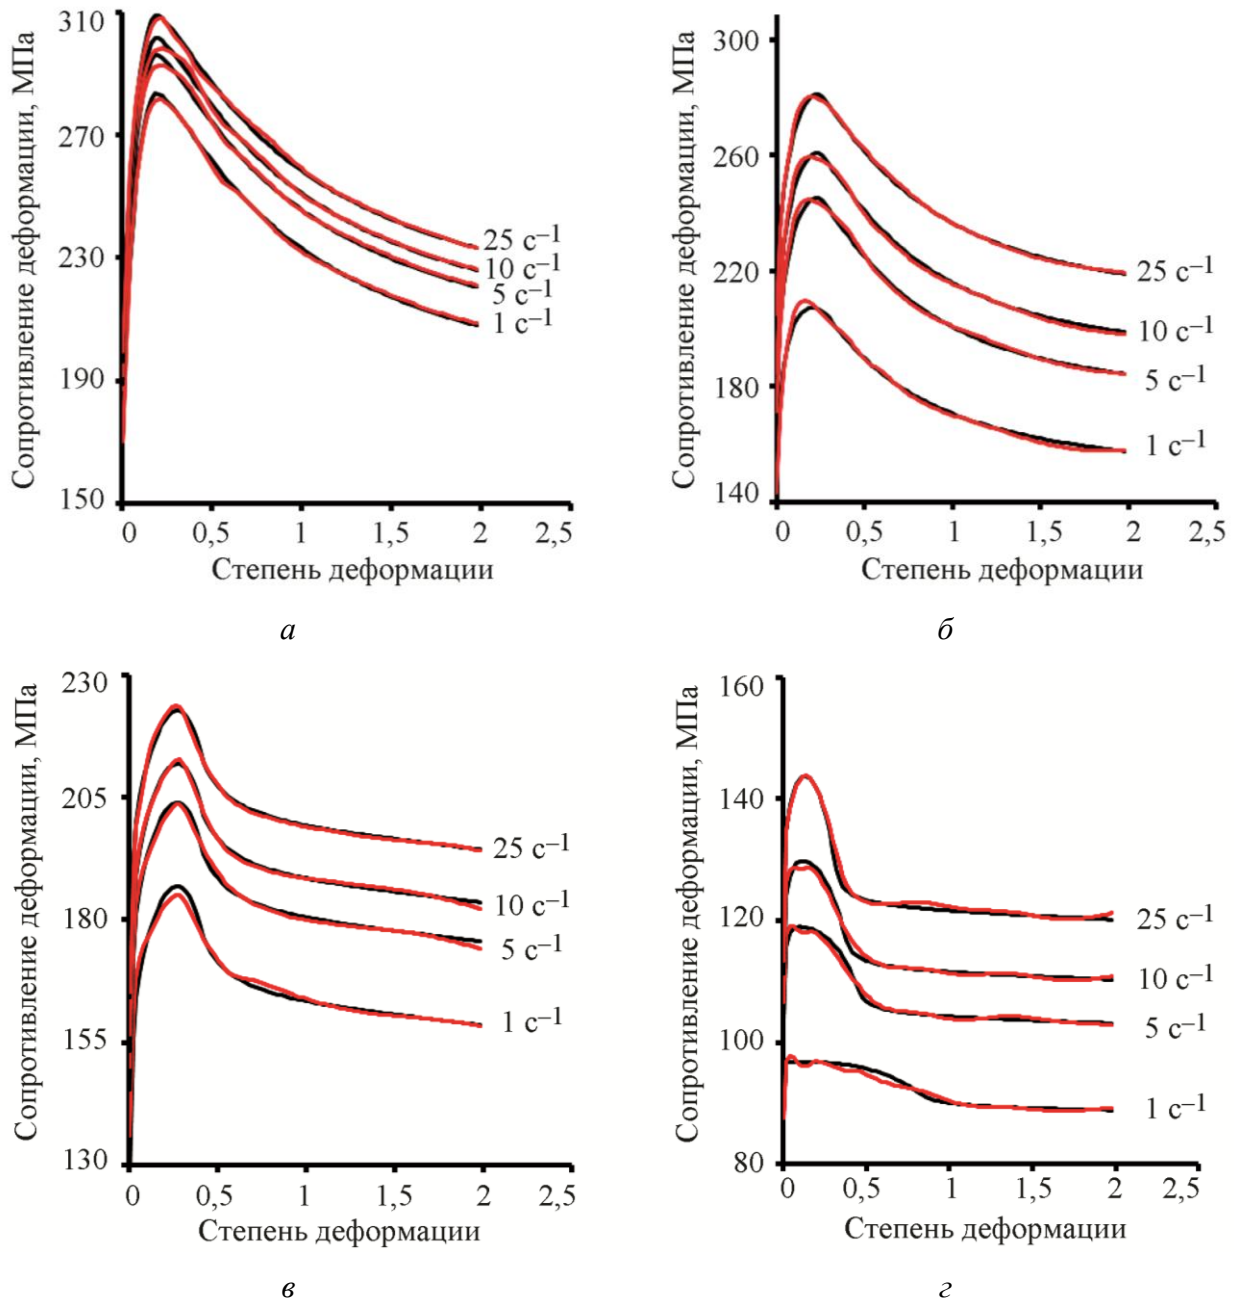 Сопротивление деформации, МПа
310
270
230
190
150
25 с⁻¹
10 с⁻¹
5 с⁻¹
1 с⁻¹
0 0,5 1 1,5 2 2,5
Степень деформации
а
Сопротивление деформации, МПа
300
260
220
180
140
25 с⁻¹
10 с⁻¹
5 с⁻¹
1 с⁻¹
0 0,5 1 1,5 2 2,5
Степень деформации
б
Сопротивление деформации, МПа
230
205
180
155
130
25 с⁻¹
10 с⁻¹
5 с⁻¹
1 с⁻¹
0 0,5 1 1,5 2 2,5
Степень деформации
в
Сопротивление деформации, МПа
160
140
120
100
80
25 с⁻¹
10 с⁻¹
5 с⁻¹
1 с⁻¹
0 0,5 1 1,5 2 2,5
Степень деформации
г